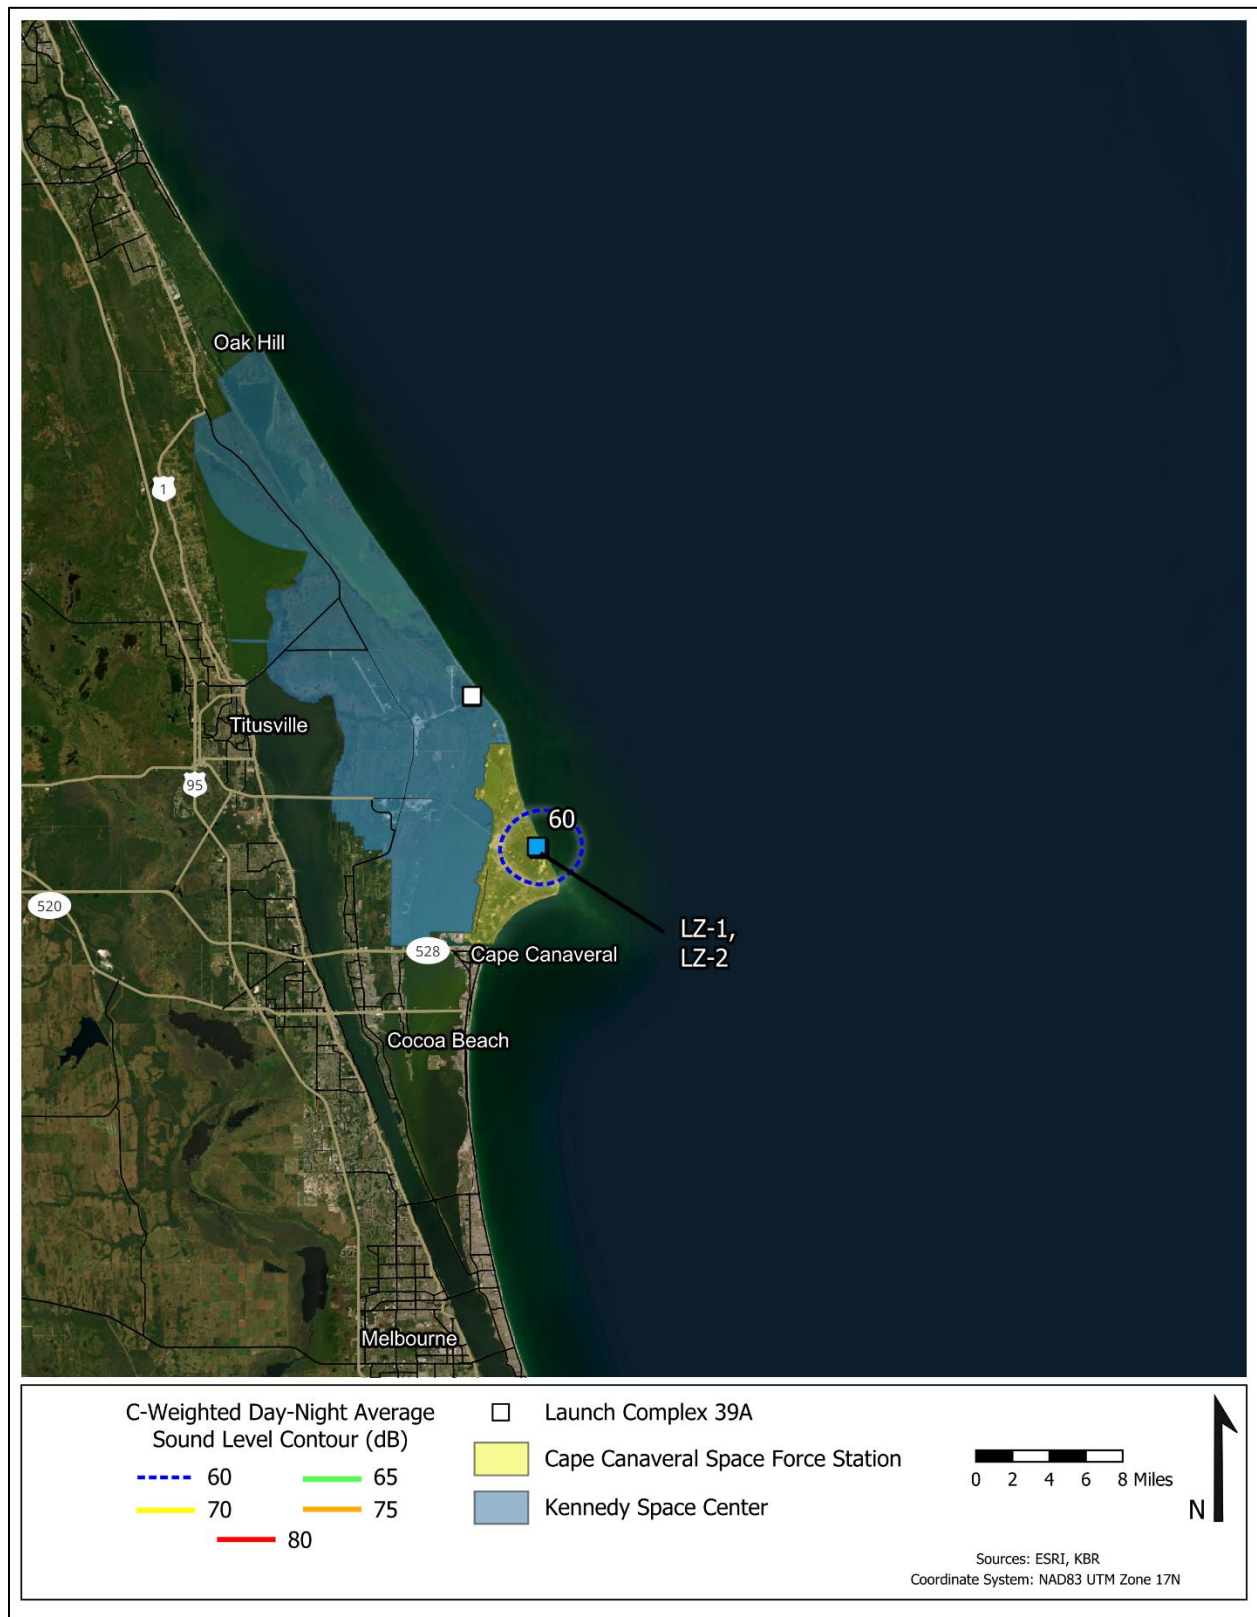 Oak Hill
1
Titusville
95
60
520
LZ-1,
LZ-2
528
Cape Canaveral
Cocoa Beach
Melbourne
C-Weighted Day-Night Average
Sound Level Contour (dB)
60
65
70
75
80
Launch Complex 39A
Cape Canaveral Space Force Station
Kennedy Space Center
0 2 4 6 8 Miles
N
Sources: ESRI, KBR
Coordinate System: NAD83 UTM Zone 17N